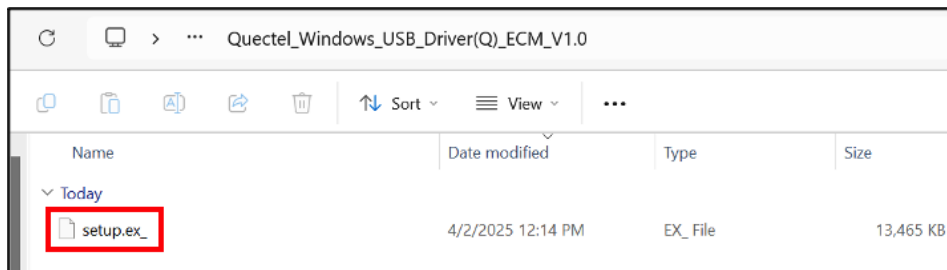 Quectel_Windows_USB_Driver(Q)_ECM_V1.0
Sort View
Name Date modified Type Size
Today
setup.ex_ 4/2/2025 12:14 PM EX_ File 13,465 KB